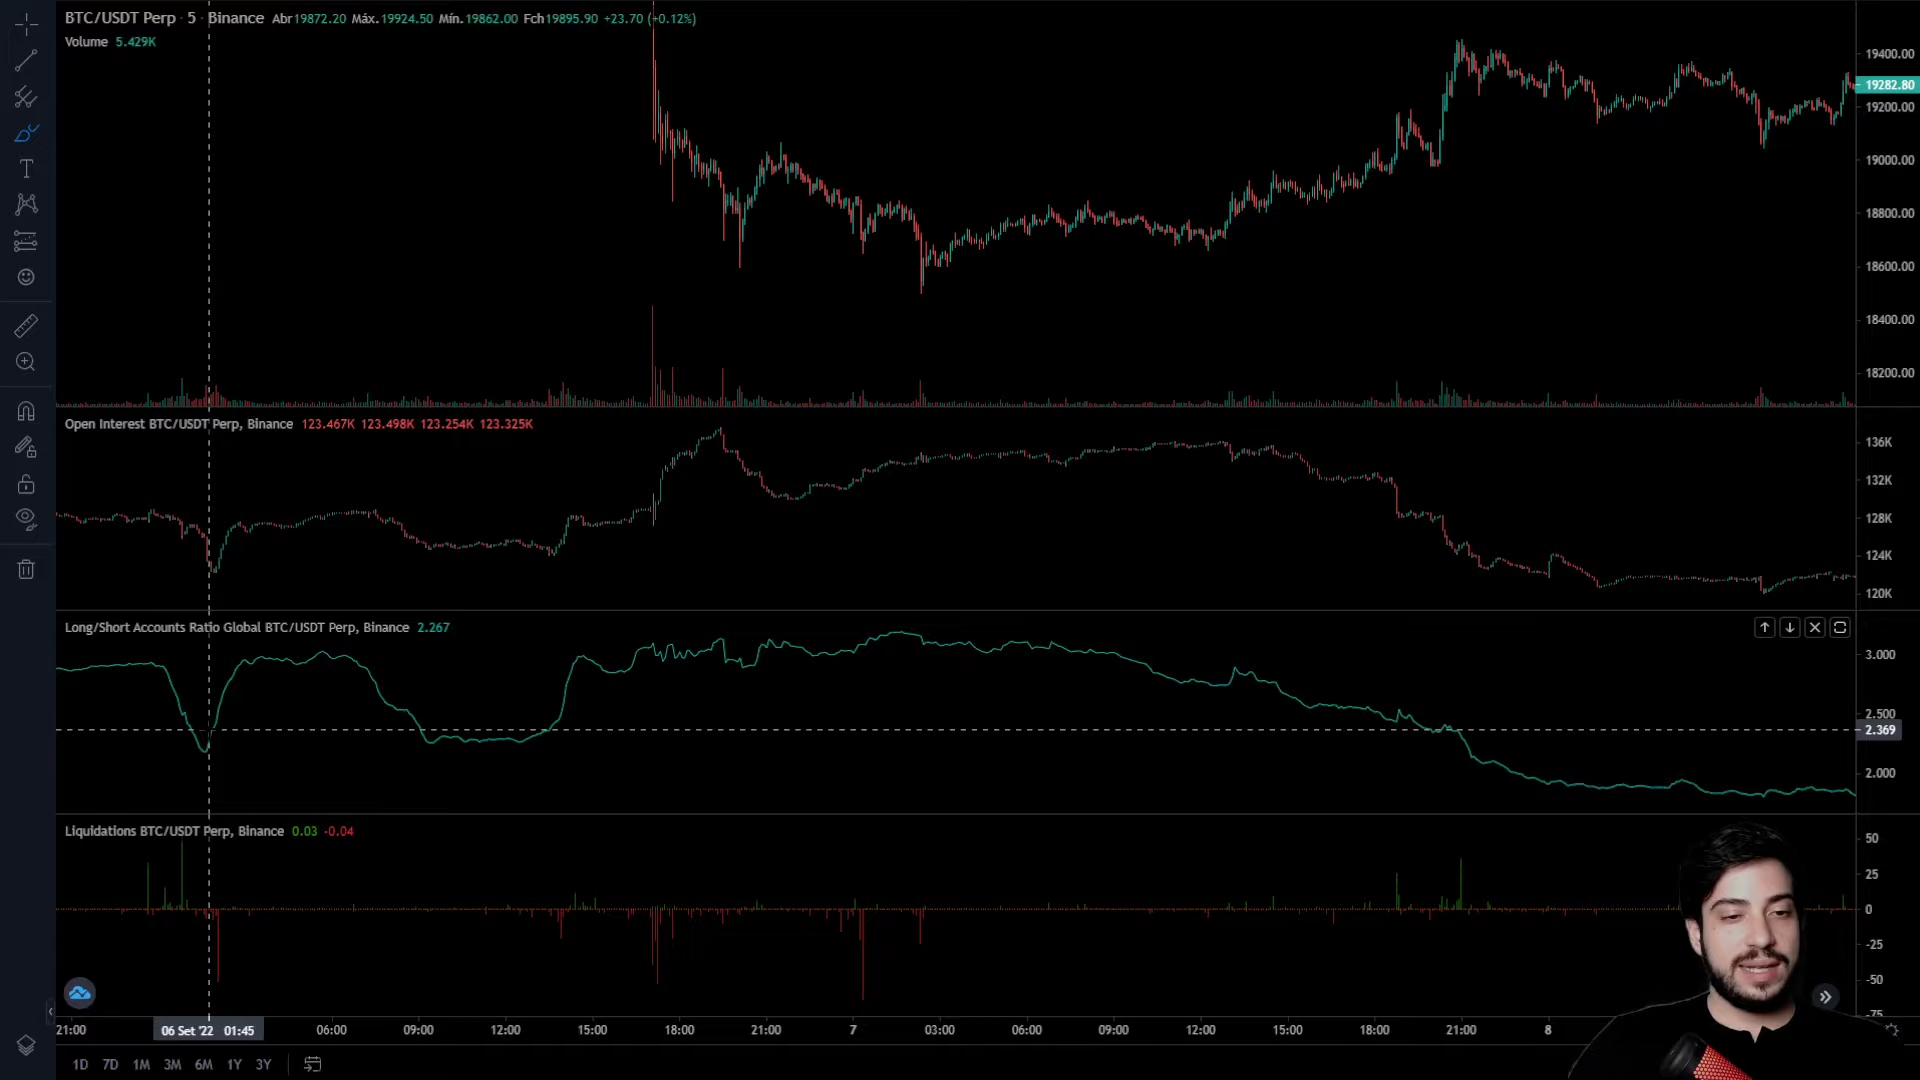 BTC/USDT Perp · 5 · Binance Abr19872.20 Máx.19924.50 Mín.19862.00 Fch19895.90 +23.70 (+0.12%)
Volume 5.429K
19400.00
19282.80
19200.00
19000.00
18800.00
18600.00
18400.00
18200.00
Open Interest BTC/USDT Perp, Binance 123.467K 123.498K 123.254K 123.325K
136K
132K
128K
124K
120K
Long/Short Accounts Ratio Global BTC/USDT Perp, Binance 2.267
3.000
2.500
2.369
2.000
Liquidations BTC/USDT Perp, Binance 0.03 -0.04
50
25
0
-25
-50
-75
21:00 06 Set '22 01:45 06:00 09:00 12:00 15:00 18:00 21:00 7 03:00 06:00 09:00 12:00 15:00 18:00 21:00 8
1D 7D 1M 3M 6M 1Y 3Y